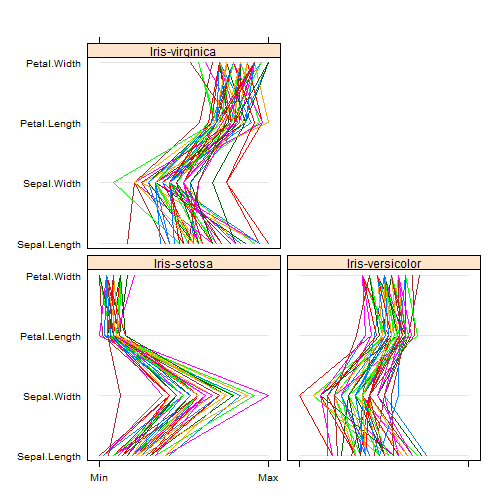 Iris-virginica
Petal.Width
Petal.Length
Sepal.Width
Sepal.Length
Iris-setosa
Iris-versicolor
Petal.Width
Petal.Length
Sepal.Width
Sepal.Length
Min
Max